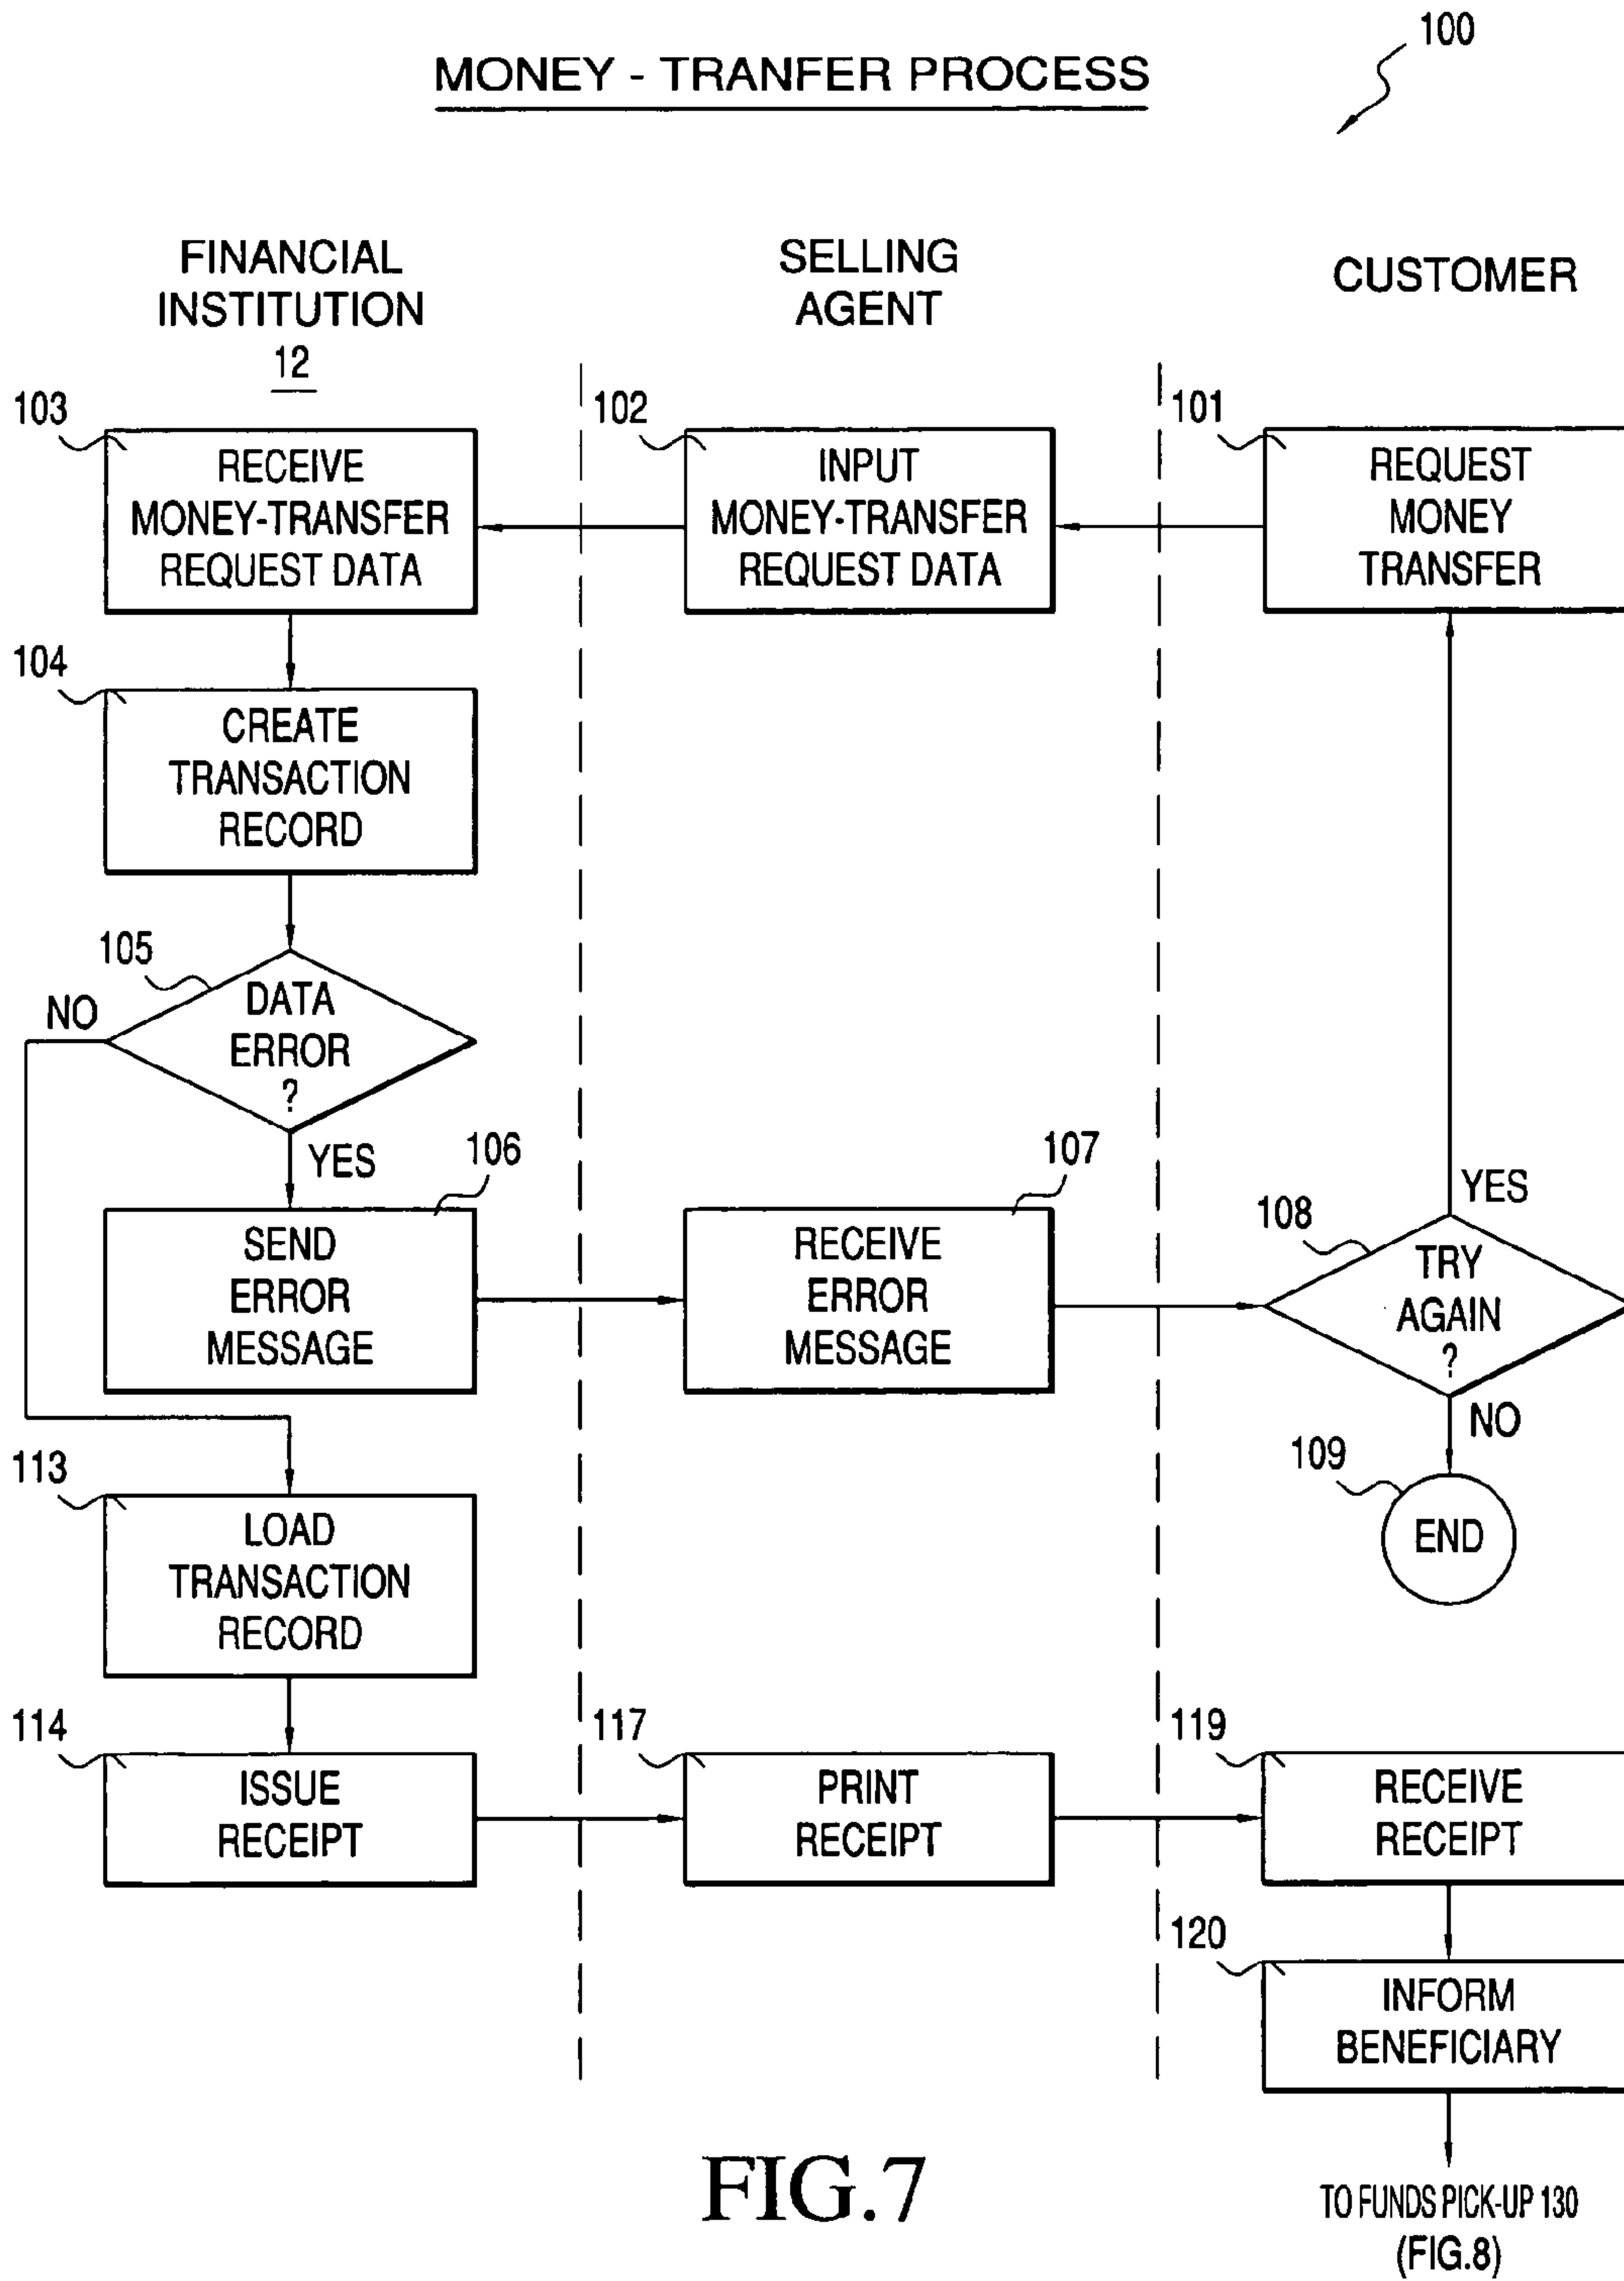 100
MONEY - TRANFER PROCESS
FINANCIAL
INSTITUTION
12
SELLING
AGENT
CUSTOMER
103
RECEIVE
MONEY-TRANSFER
REQUEST DATA
102
INPUT
MONEY-TRANSFER
REQUEST DATA
101
REQUEST
MONEY
TRANSFER
104
CREATE
TRANSACTION
RECORD
105
DATA
ERROR
?
NO
YES
106
SEND
ERROR
MESSAGE
107
RECEIVE
ERROR
MESSAGE
YES
108
TRY
AGAIN
?
NO
109
END
113
LOAD
TRANSACTION
RECORD
114
ISSUE
RECEIPT
117
PRINT
RECEIPT
119
RECEIVE
RECEIPT
120
INFORM
BENEFICIARY
TO FUNDS PICK-UP 130
(FIG.8)
FIG.7